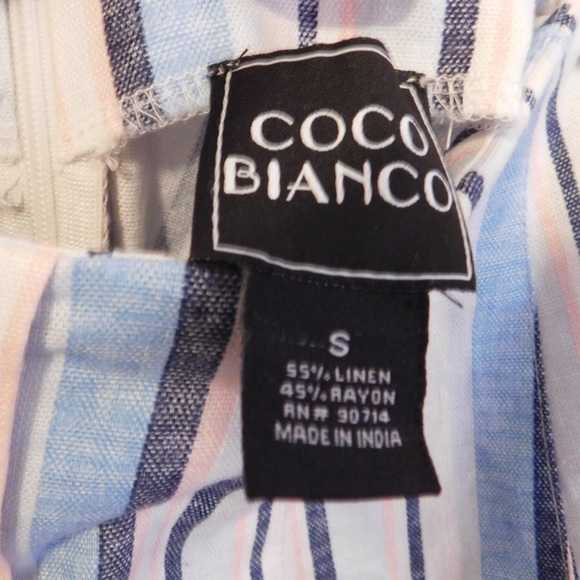 COCO
BIANCO
S
55% LINEN
45% RAYON
RN# 90714
MADE IN INDIA